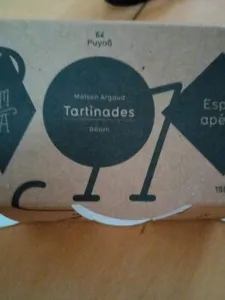 64
Puyoô
Maison Argaud
Tartinades
Béarn
Esp
apé
M
A